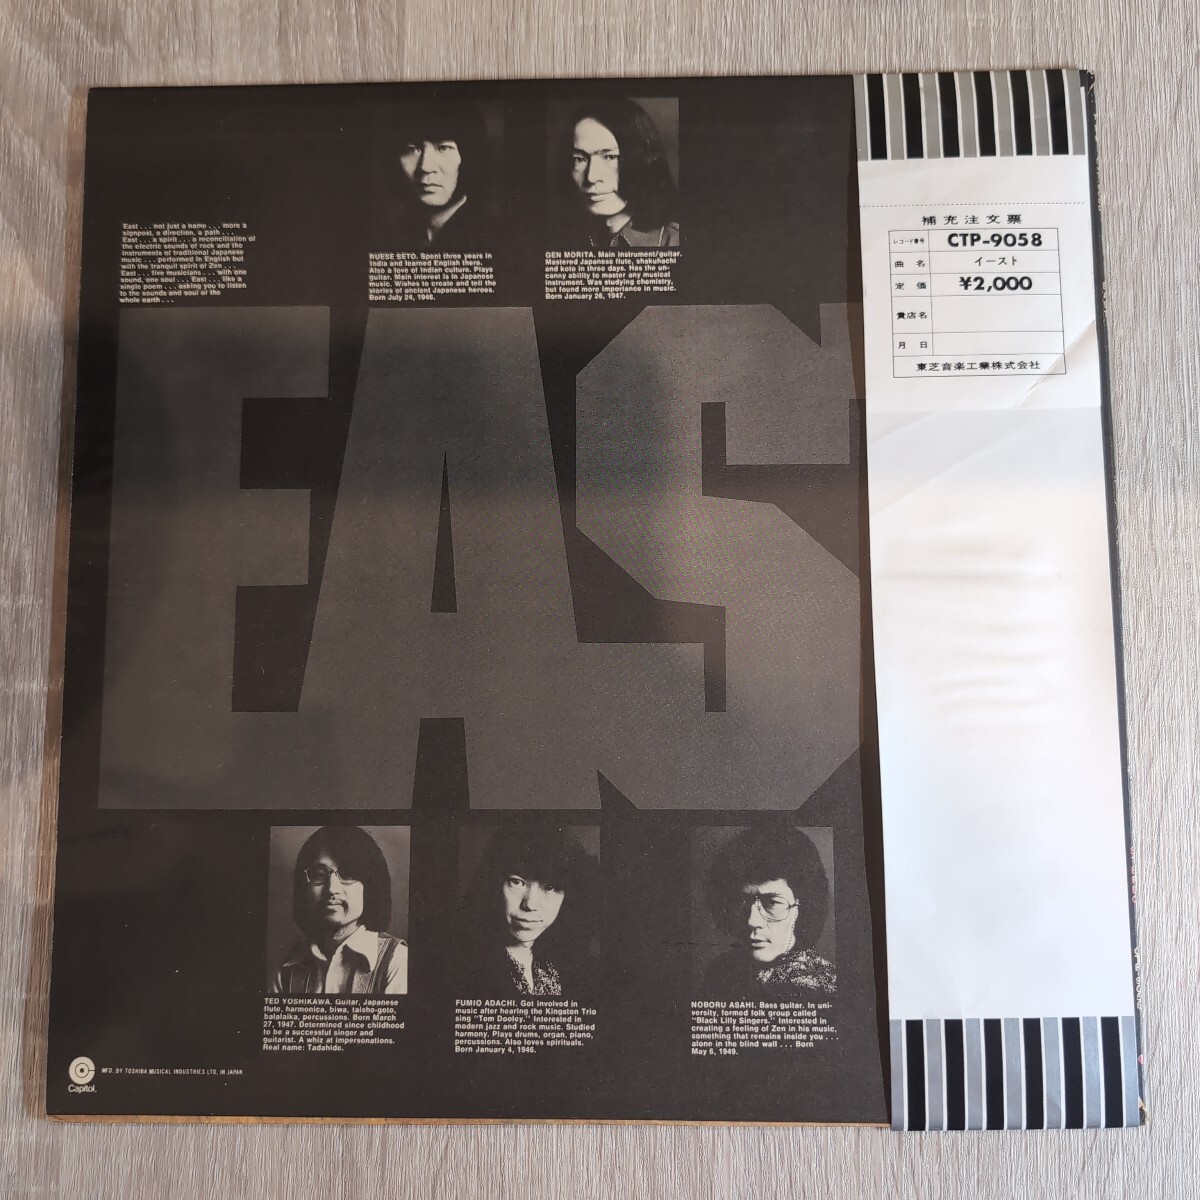 East . . . not just a name . . . more a
signpost, a direction, a path . . .
East . . . a spirit . . . a reconciliation of
the electric sounds of rock and the
instruments of traditional Japanese
music . . . performed in English but
with the tranquil spirit of Zen . . .
East . . . five musicians . . . with one
sound, one soul . . . East . . . like a
single poem . . . asking you to listen
to the sounds and soul of the
whole earth . . .
RUESE SETO. Spent three years in
India and learned English there.
Also a love of Indian culture. Plays
guitar. Main interest is in Japanese
music. Wishes to create and tell the
stories of ancient Japanese heroes.
Born July 24, 1946.
GEN MORITA. Main instrument/guitar.
Mastered Japanese flute, shakuhachi
and koto in three days. Has the un-
canny ability to master any musical
instrument. Was studying chemistry,
but found more importance in music.
Born January 26, 1947.
EAS
TED YOSHIKAWA. Guitar, Japanese
flute, harmonica, biwa, taisho-goto,
balalaika, percussions. Born March
27, 1947. Determined since childhood
to be a successful singer and
guitarist. A whiz at impersonations.
Real name: Tadahide.
FUMIO ADACHI. Got involved in
music after hearing the Kingston Trio
sing "Tom Dooley." Interested in
modern jazz and rock music. Studied
harmony. Plays drums, organ, piano,
percussions. Also loves spirituals.
Born January 4, 1946.
NOBORU ASAHI. Bass guitar. In uni-
versity, formed folk group called
"Black Lilly Singers." Interested in
creating a feeling of Zen in his music,
something that remains inside you . . .
alone in the blind wall . . . Born
May 6, 1949.
Capitol.
MFD. BY TOSHIBA MUSICAL INDUSTRIES LTD, IN JAPAN
補充注文票
レコード番号 CTP-9058
曲名 イースト
定価 ¥2,000
貴店名
月日
東芝音楽工業株式会社